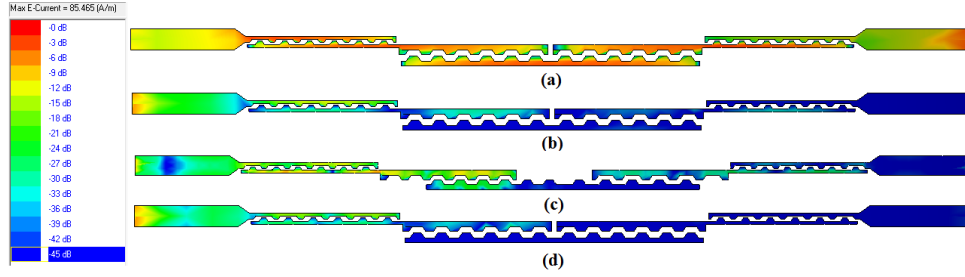 Max E-Current = 85.465 (A/m)
-0 dB
-3 dB
-6 dB
-9 dB
-12 dB
-15 dB
-18 dB
-21 dB
-24 dB
-27 dB
-30 dB
-33 dB
-36 dB
-39 dB
-42 dB
-45 dB
(a)
(b)
(c)
(d)